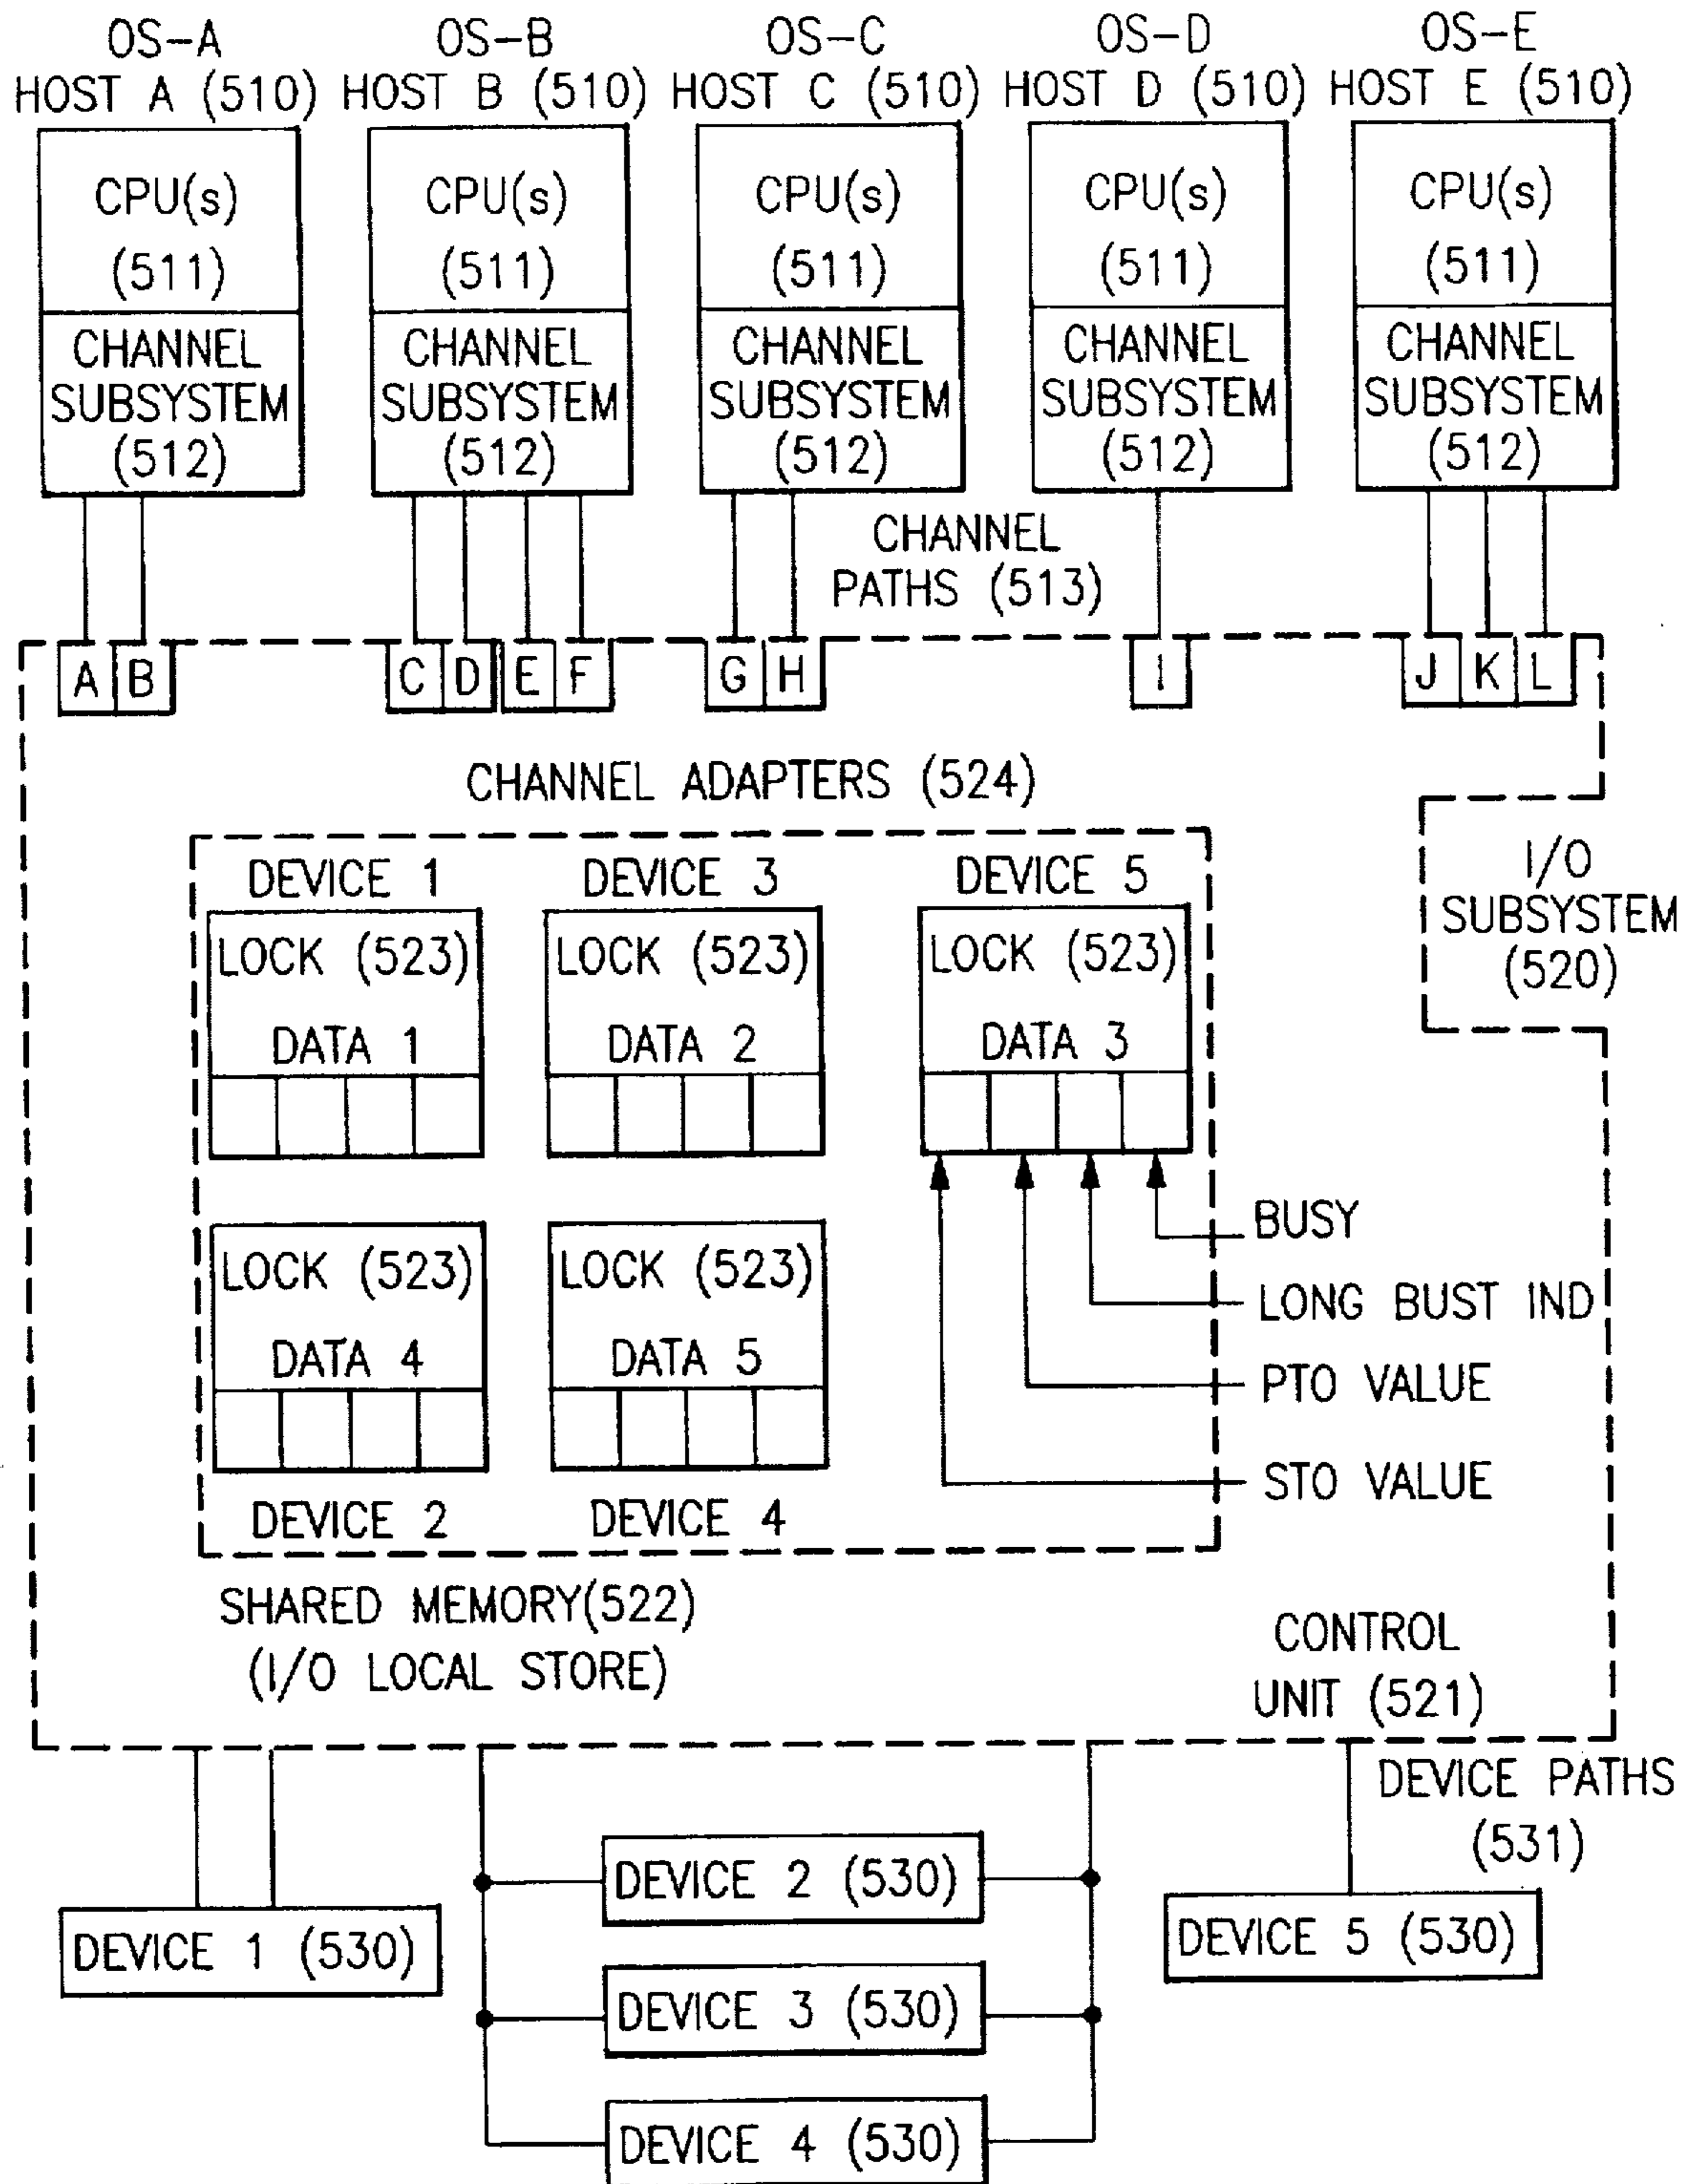 OS-A OS-B OS-C OS-D OS-E
HOST A (510) HOST B (510) HOST C (510) HOST D (510) HOST E (510)
CPU(s) CPU(s) CPU(s) CPU(s) CPU(s)
(511) (511) (511) (511) (511)
CHANNEL CHANNEL CHANNEL CHANNEL CHANNEL
SUBSYSTEM SUBSYSTEM SUBSYSTEM SUBSYSTEM SUBSYSTEM
(512) (512) (512) (512) (512)
CHANNEL
PATHS (513)
A B C D E F G H I J K L
CHANNEL ADAPTERS (524)
I/O
SUBSYSTEM
(520)
DEVICE 1 DEVICE 3 DEVICE 5
LOCK (523) LOCK (523) LOCK (523)
DATA 1 DATA 2 DATA 3
BUSY
LONG BUST IND
PTO VALUE
STO VALUE
LOCK (523) LOCK (523)
DATA 4 DATA 5
DEVICE 2 DEVICE 4
SHARED MEMORY(522)
(I/O LOCAL STORE)
CONTROL
UNIT (521)
DEVICE PATHS
(531)
DEVICE 1 (530)
DEVICE 2 (530)
DEVICE 3 (530)
DEVICE 4 (530)
DEVICE 5 (530)